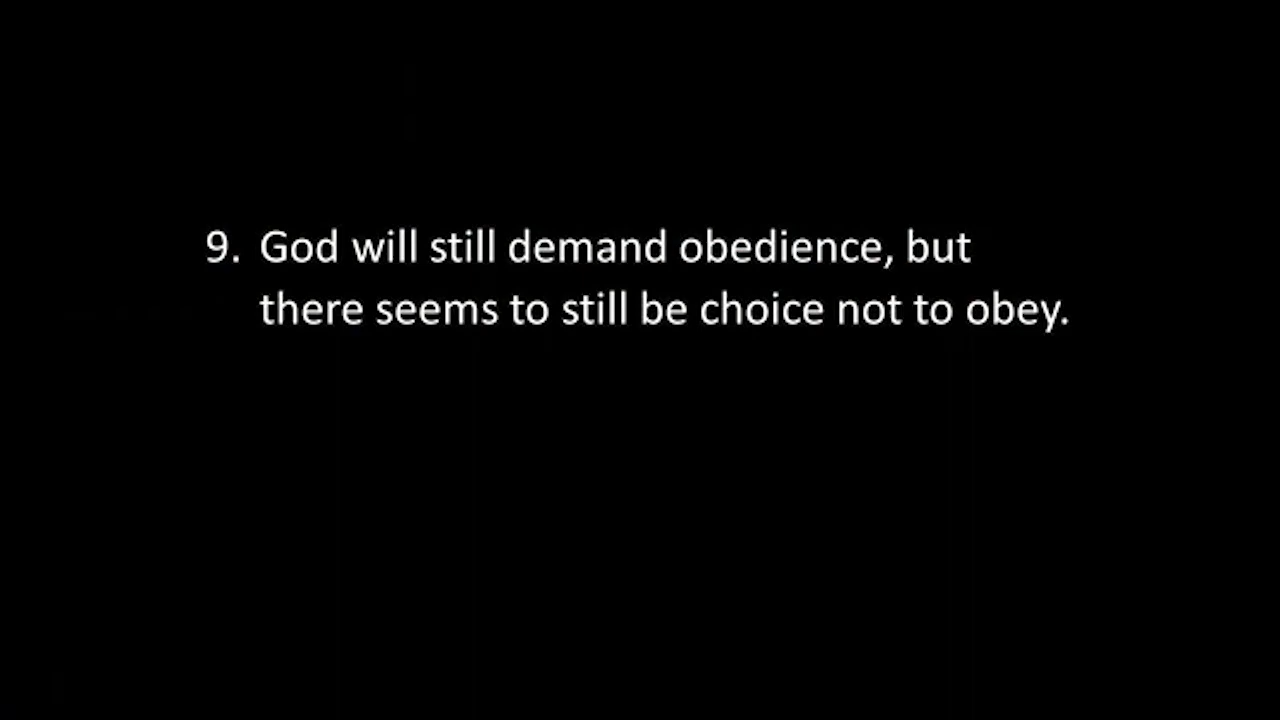 9. God will still demand obedience, but
there seems to still be choice not to obey.